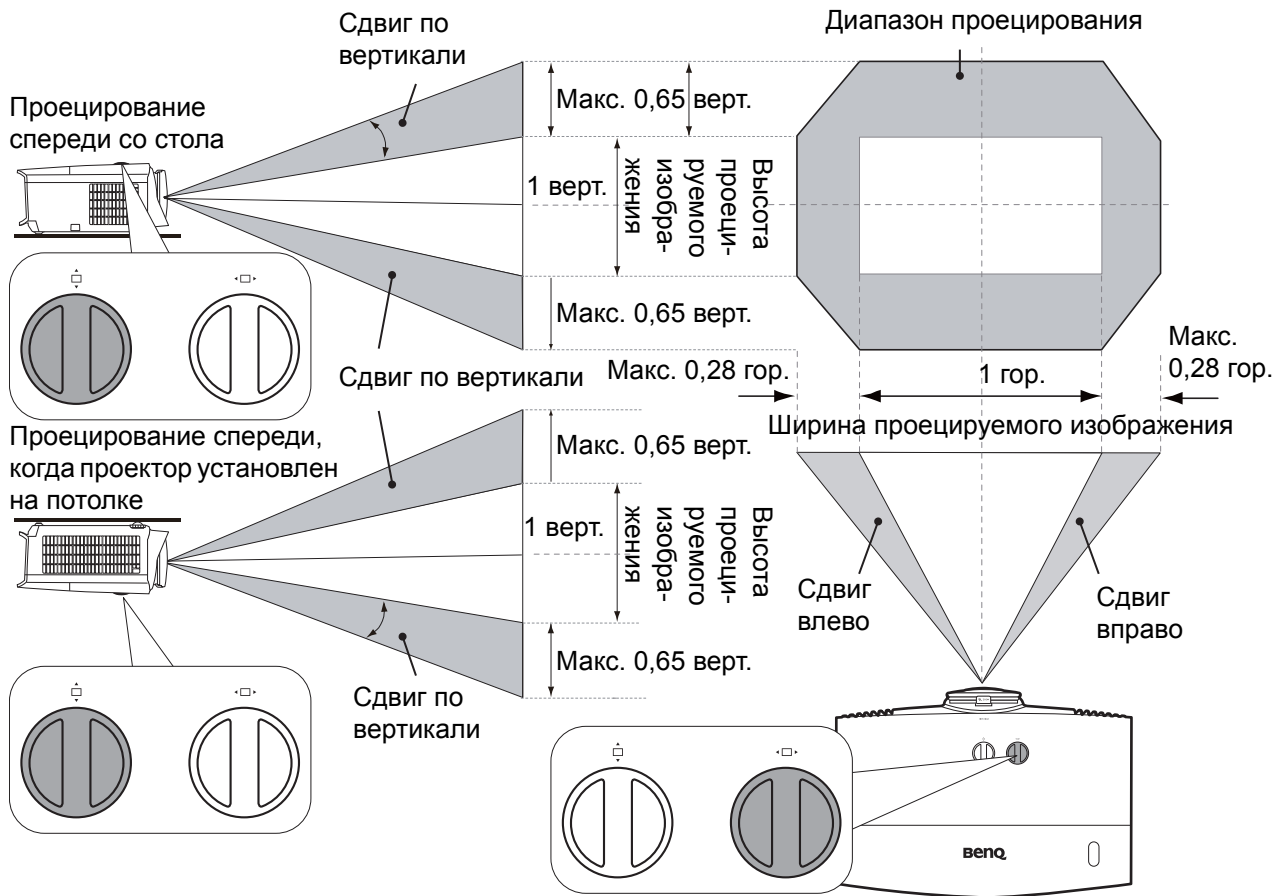 Сдвиг по
вертикали
Диапазон проецирования
Проецирование
спереди со стола
Макс. 0,65 верт.
1 верт.
Высота
проеци-
руемого
изобра-
жения
Макс. 0,65 верт.
Сдвиг по вертикали
Макс. 0,28 гор.
1 гор.
Макс.
0,28 гор.
Ширина проецируемого изображения
Проецирование спереди,
когда проектор установлен
на потолке
Макс. 0,65 верт.
1 верт.
Высота
проеци-
руемого
изобра-
жения
Макс. 0,65 верт.
Сдвиг по
вертикали
Сдвиг
влево
Сдвиг
вправо
BenQ